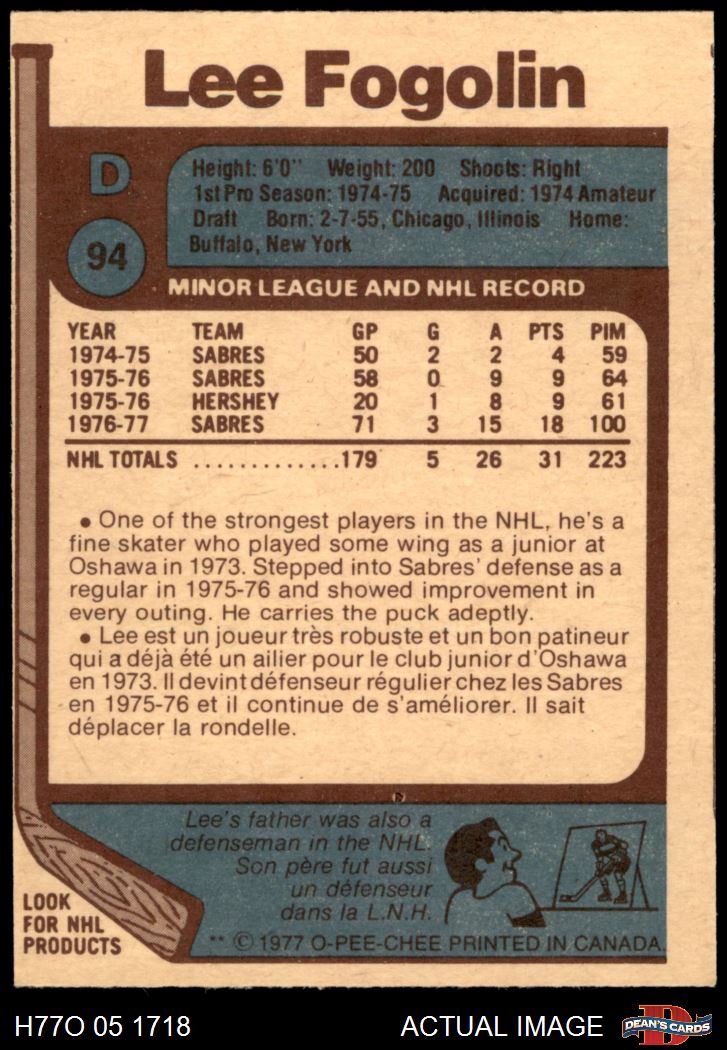 Lee Fogolin
D
94
Height: 6'0" Weight: 200 Shoots: Right
1st Pro Season: 1974-75 Acquired: 1974 Amateur
Draft Born: 2-7-55, Chicago, Illinois Home:
Buffalo, New York
MINOR LEAGUE AND NHL RECORD
YEAR TEAM GP G A PTS PIM
1974-75 SABRES 50 2 2 4 59
1975-76 SABRES 58 0 9 9 64
1975-76 HERSHEY 20 1 8 9 61
1976-77 SABRES 71 3 15 18 100
NHL TOTALS .............179 5 26 31 223
• One of the strongest players in the NHL, he's a
fine skater who played some wing as a junior at
Oshawa in 1973. Stepped into Sabres' defense as a
regular in 1975-76 and showed improvement in
every outing. He carries the puck adeptly.
• Lee est un joueur très robuste et un bon patineur
qui a déjà été un ailier pour le club junior d'Oshawa
en 1973. Il devint défenseur régulier chez les Sabres
en 1975-76 et il continue de s'améliorer. Il sait
déplacer la rondelle.
Lee's father was also a
defenseman in the NHL.
Son père fut aussi
un défenseur
dans la L.N.H.
LOOK
FOR NHL
PRODUCTS
** © 1977 O-PEE-CHEE PRINTED IN CANADA.
H77O 05 1718
ACTUAL IMAGE
D
DEAN'S CARDS